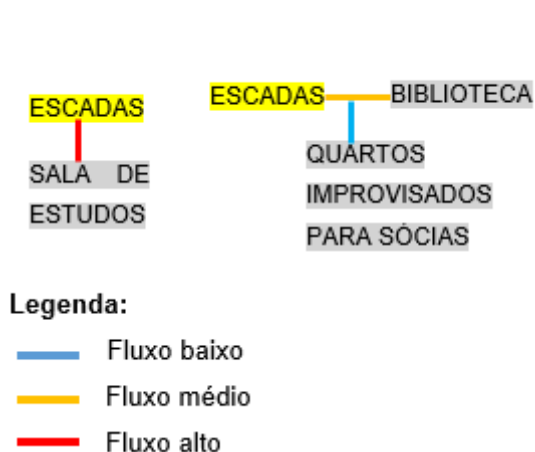 ESCADAS
SALA DE
ESTUDOS
ESCADAS
BIBLIOTECA
QUARTOS
IMPROVISADOS
PARA SÓCIAS
Legenda:
Fluxo baixo
Fluxo médio
Fluxo alto